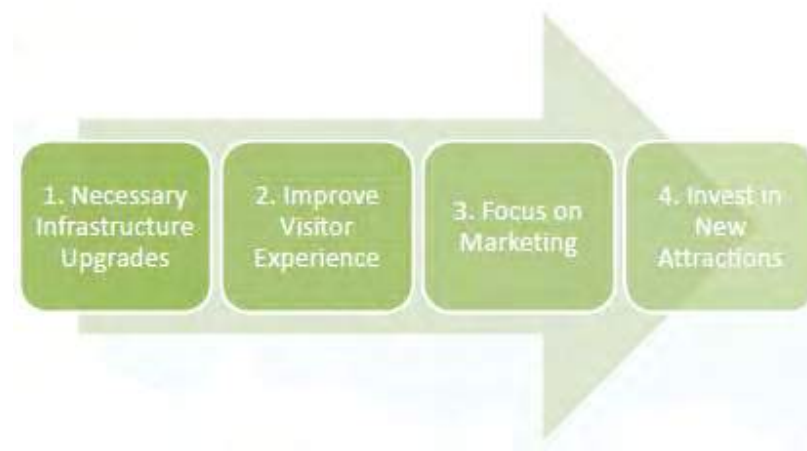 1. Necessary
Infrastructure
Upgrades
2. Improve
Visitor
Experience
3. Focus on
Marketing
4. Invest in
New
Attractions